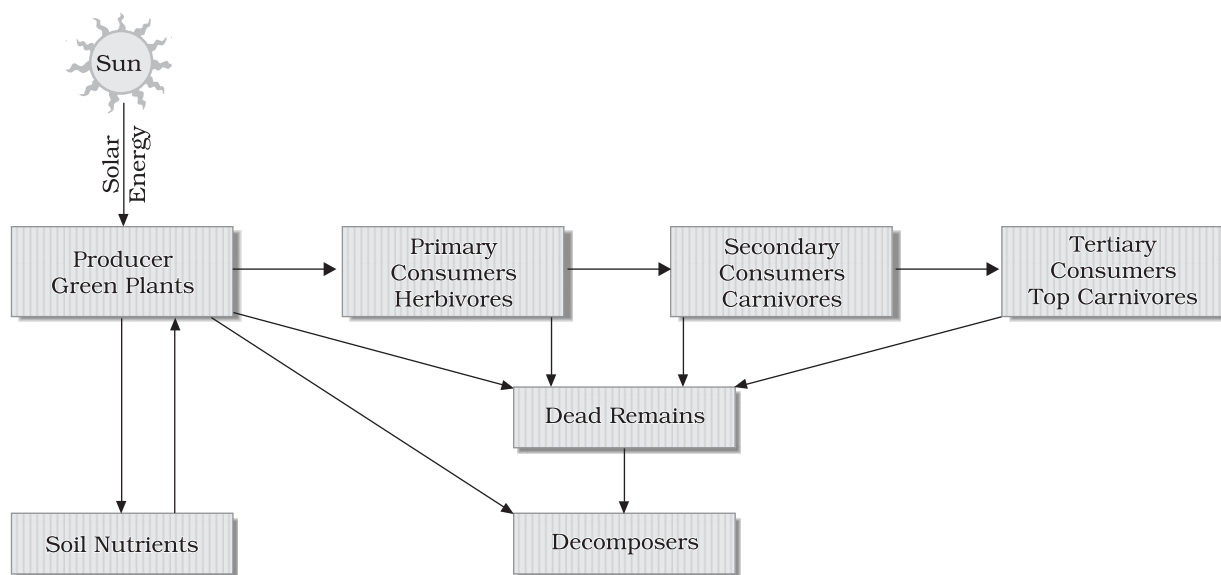 Sun
Solar
Energy
Producer
Green Plants
Primary
Consumers
Herbivores
Secondary
Consumers
Carnivores
Tertiary
Consumers
Top Carnivores
Dead Remains
Soil Nutrients
Decomposers